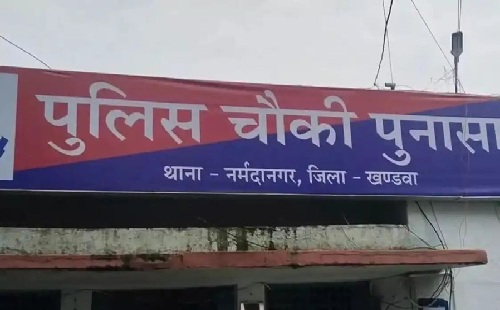 पुलिस चौकी पुनासा
थाना - नर्मदानगर, जिला - खण्डवा